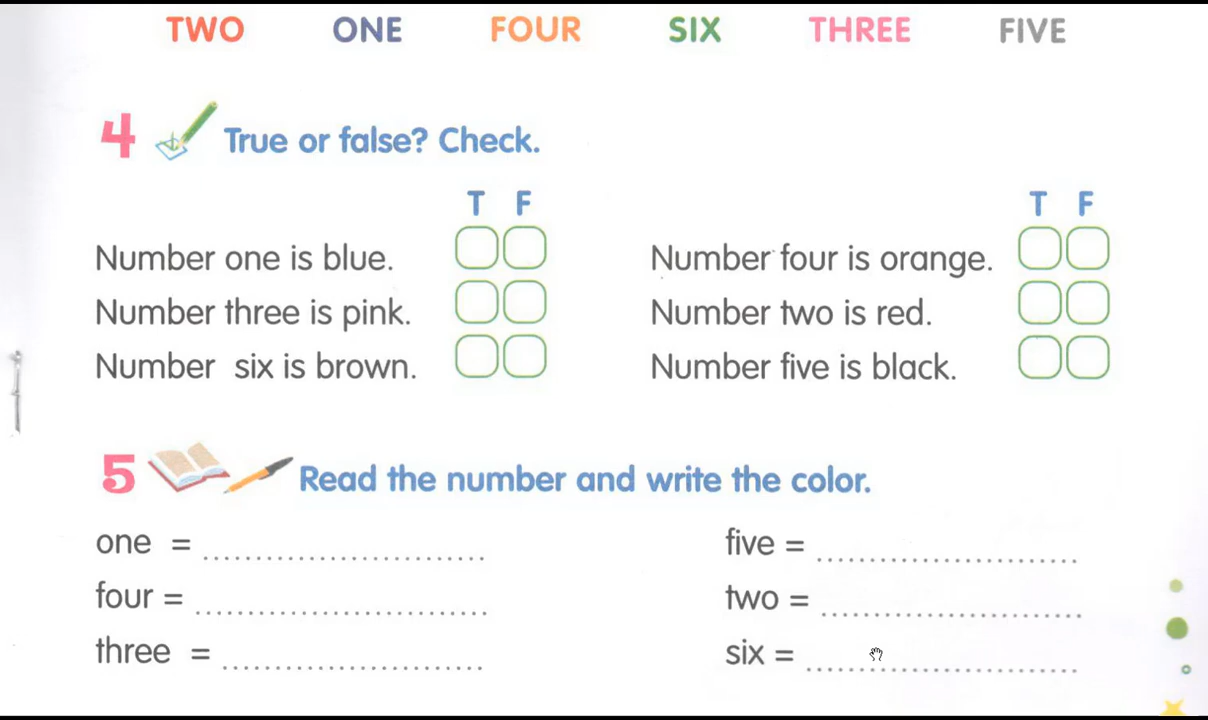 TWO ONE FOUR SIX THREE FIVE
4 True or false? Check.
T F T F
Number one is blue. Number four is orange.
Number three is pink. Number two is red.
Number six is brown. Number five is black.
5 Read the number and write the color.
one = ........................... five = .........................
four = ............................ two = .........................
three = ......................... six = ..........................